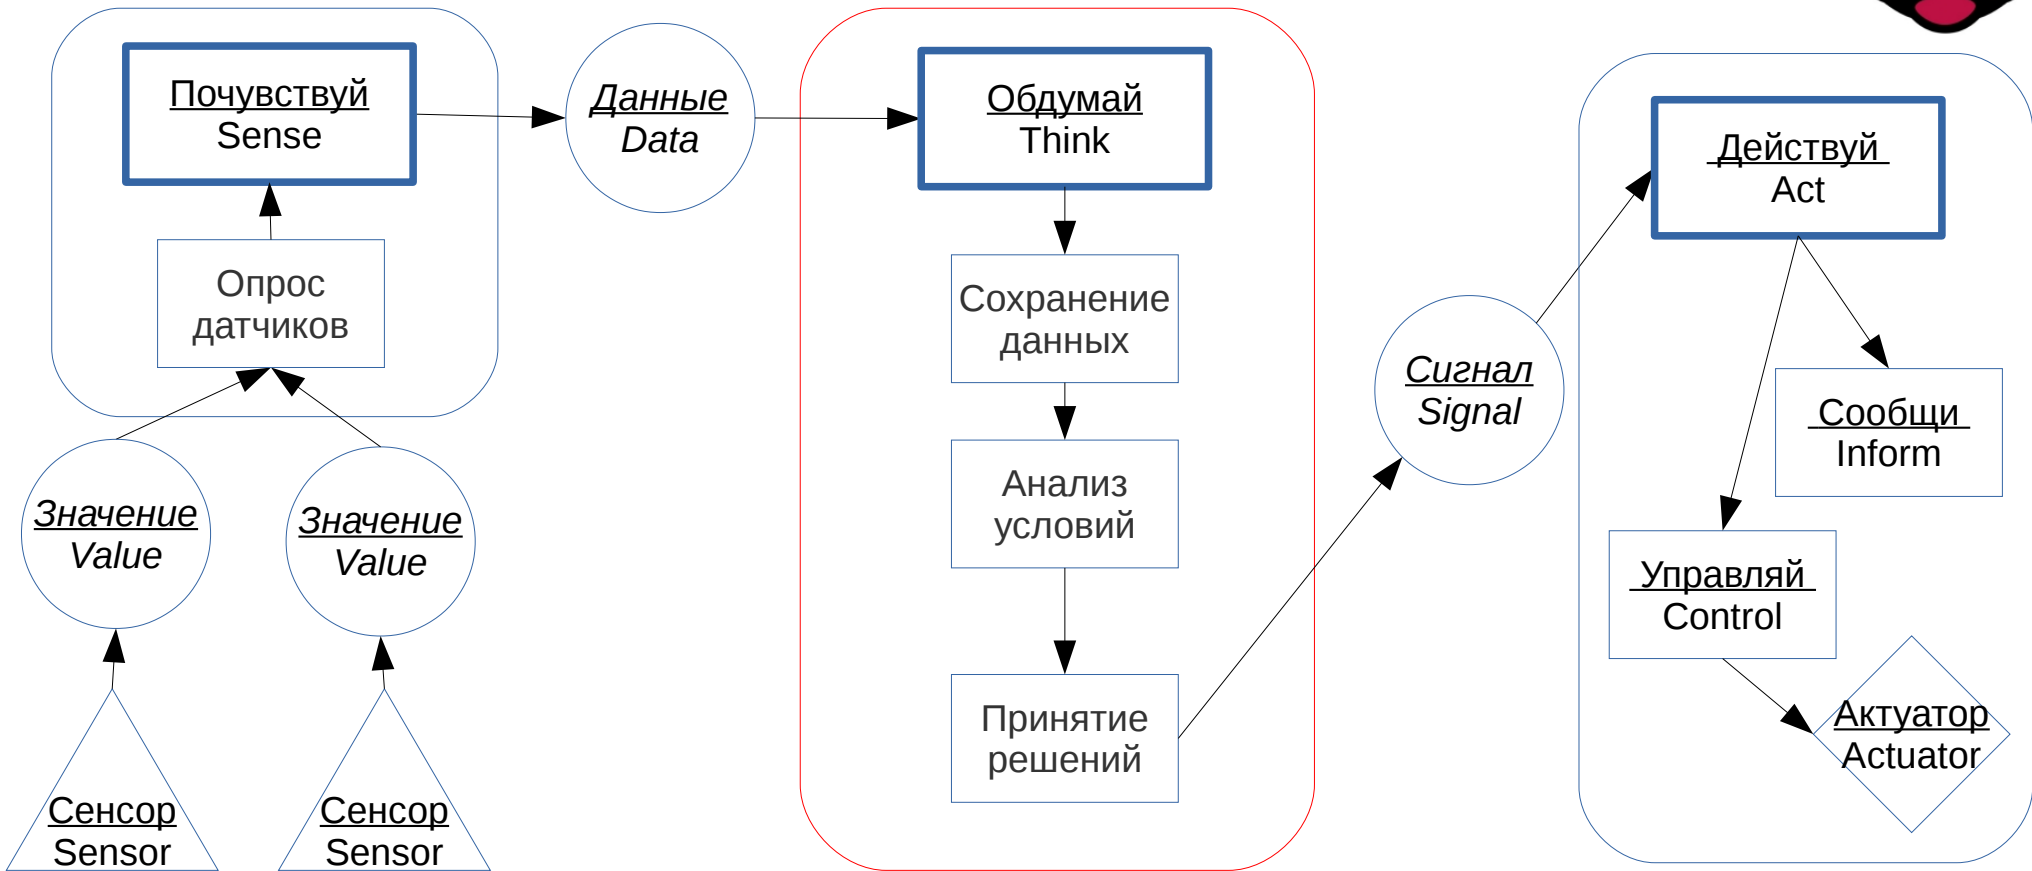 Почувствуй
Sense
Опрос
датчиков
Значение
Value
Значение
Value
Сенсор
Sensor
Сенсор
Sensor
Данные
Data
Обдумай
Think
Сохранение
данных
Анализ
условий
Принятие
решений
Сигнал
Signal
Действуй
Act
Сообщи
Inform
Управляй
Control
Актуатор
Actuator